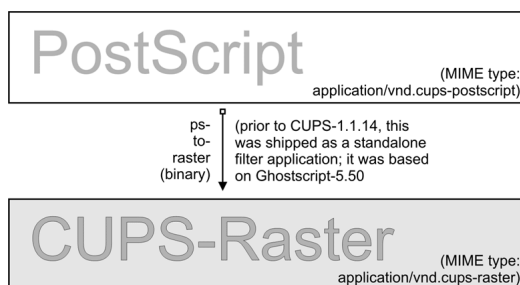 PostScript
(MIME type:
application/vnd.cups-postscript)
ps-
to-
raster
(binary)
(prior to CUPS-1.1.14, this
was shipped as a standalone
filter application; it was based
on Ghostscript-5.50
CUPS-Raster
(MIME type:
application/vnd.cups-raster)